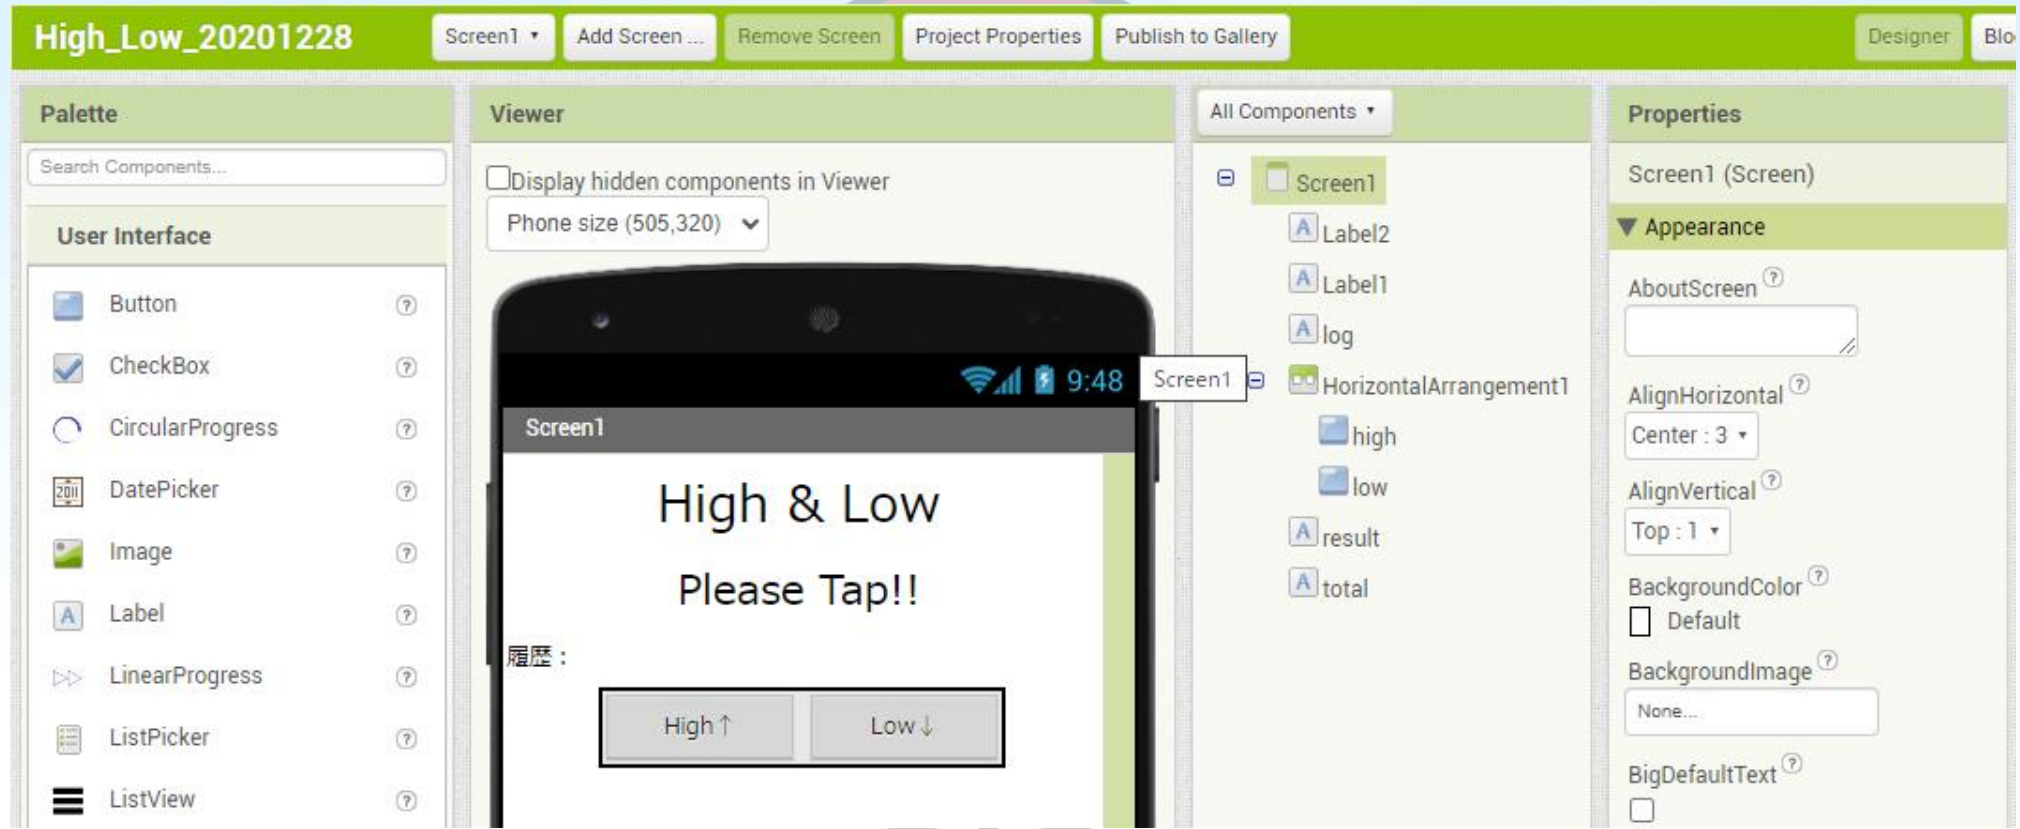 High_Low_20201228
Screen1 ▾
Add Screen ...
Remove Screen
Project Properties
Publish to Gallery
Designer
Blo
Palette
Search Components...
User Interface
Button
CheckBox
CircularProgress
DatePicker
Image
Label
LinearProgress
ListPicker
ListView
Viewer
Display hidden components in Viewer
Phone size (505,320)
9:48
Screen1
High & Low
Please Tap!!
履歴：
High↑
Low↓
All Components ▾
Screen1
Label2
Label1
log
Screen1
HorizontalArrangement1
high
low
result
total
Properties
Screen1 (Screen)
Appearance
AboutScreen
AlignHorizontal
Center : 3 ▾
AlignVertical
Top : 1 ▾
BackgroundColor
Default
BackgroundImage
None...
BigDefaultText